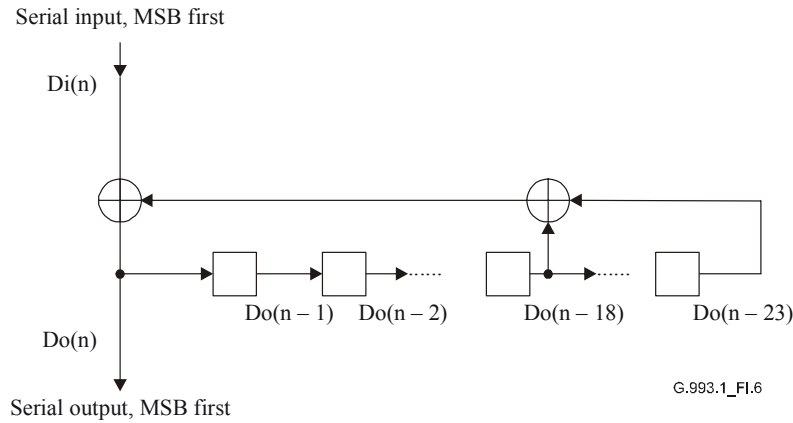 Serial input, MSB first
Di(n)
Do(n – 1)
Do(n – 2)
Do(n – 18)
Do(n – 23)
Do(n)
G.993.1_FI.6
Serial output, MSB first